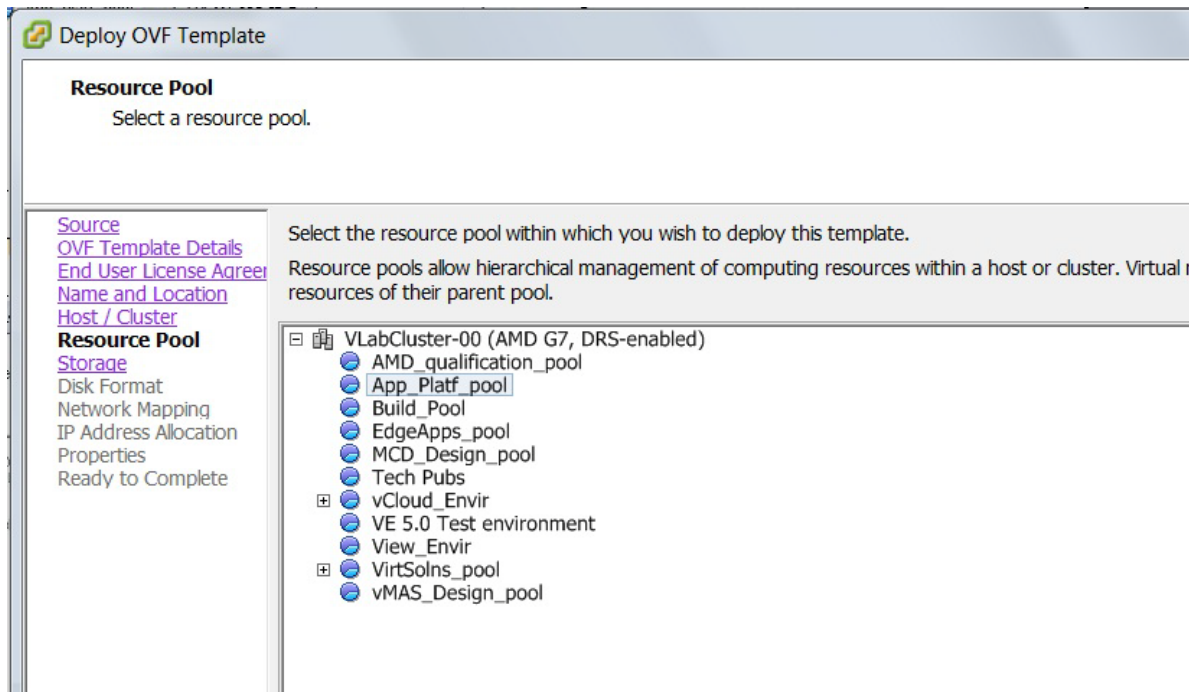 Deploy OVF Template
Resource Pool
Select a resource pool.
Source
OVF Template Details
End User License Agreer
Name and Location
Host / Cluster
Resource Pool
Storage
Disk Format
Network Mapping
IP Address Allocation
Properties
Ready to Complete
Select the resource pool within which you wish to deploy this template.
Resource pools allow hierarchical management of computing resources within a host or cluster. Virtual
resources of their parent pool.
VLabCluster-00 (AMD G7, DRS-enabled)
AMD_qualification_pool
App_Platf_pool
Build_Pool
EdgeApps_pool
MCD_Design_pool
Tech Pubs
vCloud_Envir
VE 5.0 Test environment
View_Envir
VirtSolns_pool
vMAS_Design_pool